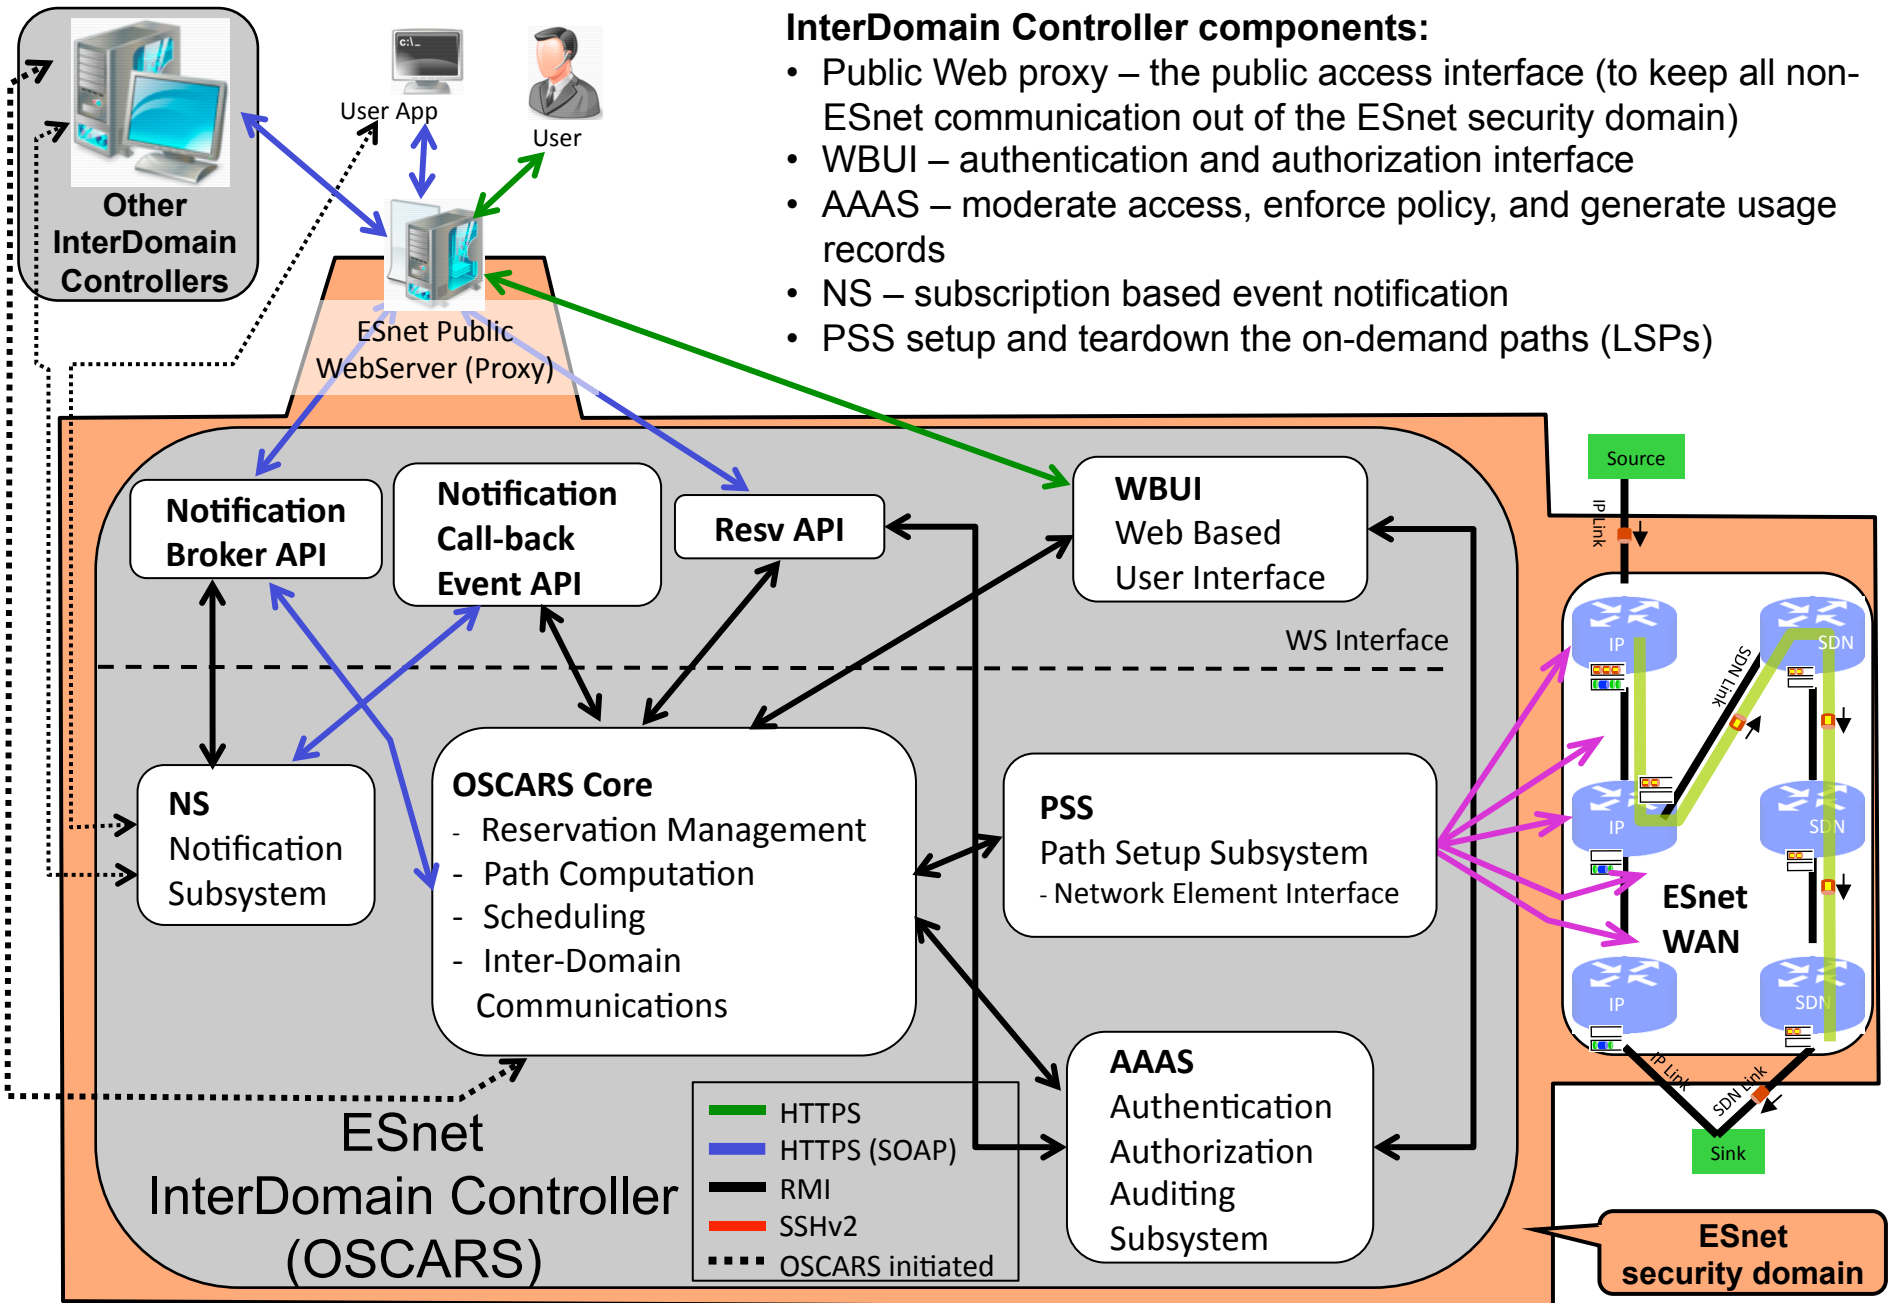 InterDomain Controller components:
• Public Web proxy – the public access interface (to keep all non-
ESnet communication out of the ESnet security domain)
• WBUI – authentication and authorization interface
• AAAS – moderate access, enforce policy, and generate usage
records
• NS – subscription based event notification
• PSS setup and teardown the on-demand paths (LSPs)
Other
InterDomain
Controllers
c:\_
User App
User
ESnet Public
WebServer (Proxy)
Notification
Broker API
Notification
Call-back
Event API
Resv API
WBUI
Web Based
User Interface
WS Interface
NS
Notification
Subsystem
OSCARS Core
- Reservation Management
- Path Computation
- Scheduling
- Inter-Domain
Communications
PSS
Path Setup Subsystem
- Network Element Interface
AAAS
Authentication
Authorization
Auditing
Subsystem
ESnet
InterDomain Controller
(OSCARS)
HTTPS
HTTPS (SOAP)
RMI
SSHv2
OSCARS initiated
Source
IP Link
IP
SDN
SDN Link
IP
SDN
ESnet
WAN
IP
SDN
IP Link
SDN Link
Sink
ESnet
security domain